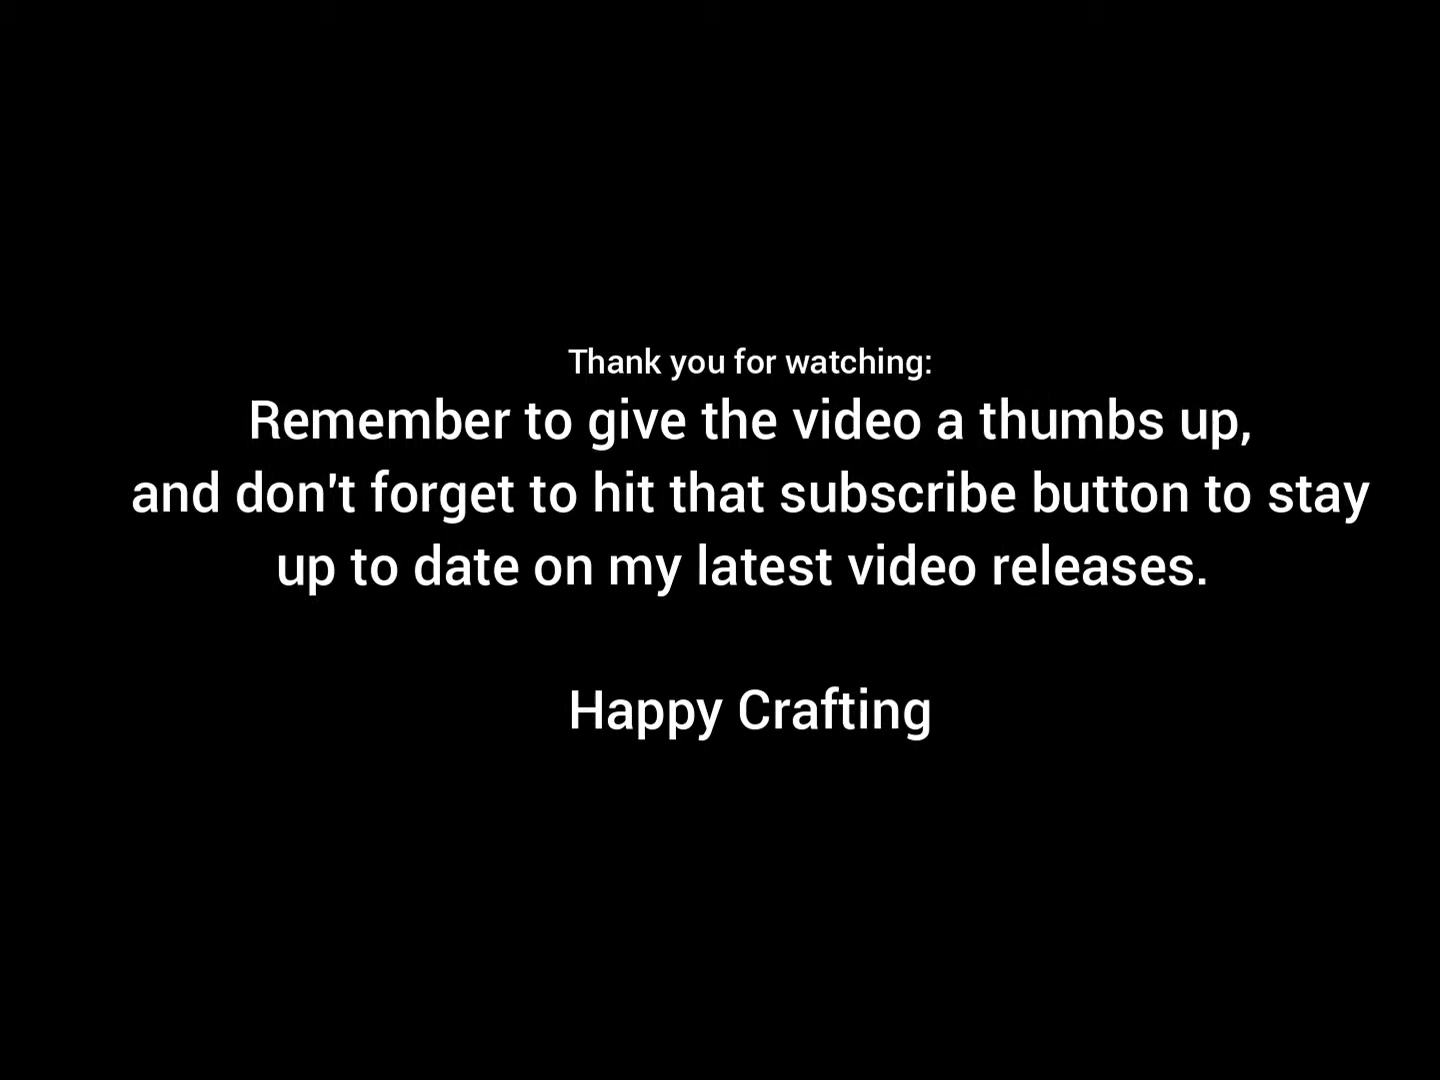 Thank you for watching:
Remember to give the video a thumbs up,
and don't forget to hit that subscribe button to stay
up to date on my latest video releases.
Happy Crafting